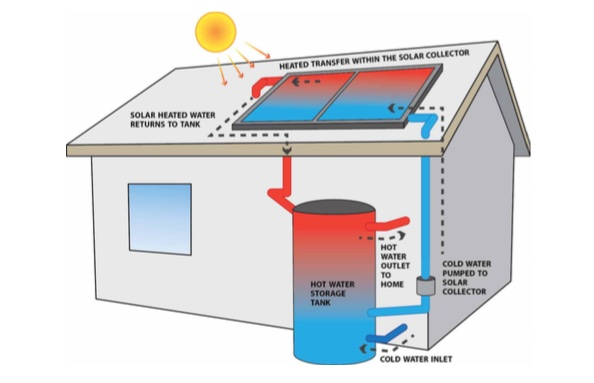 HEATED TRANSFER WITHIN THE SOLAR COLLECTOR
SOLAR HEATED WATER
RETURNS TO TANK
HOT
WATER
OUTLET
TO
HOME
COLD WATER
PUMPED TO
SOLAR
COLLECTOR
HOT WATER
STORAGE
TANK
COLD WATER INLET